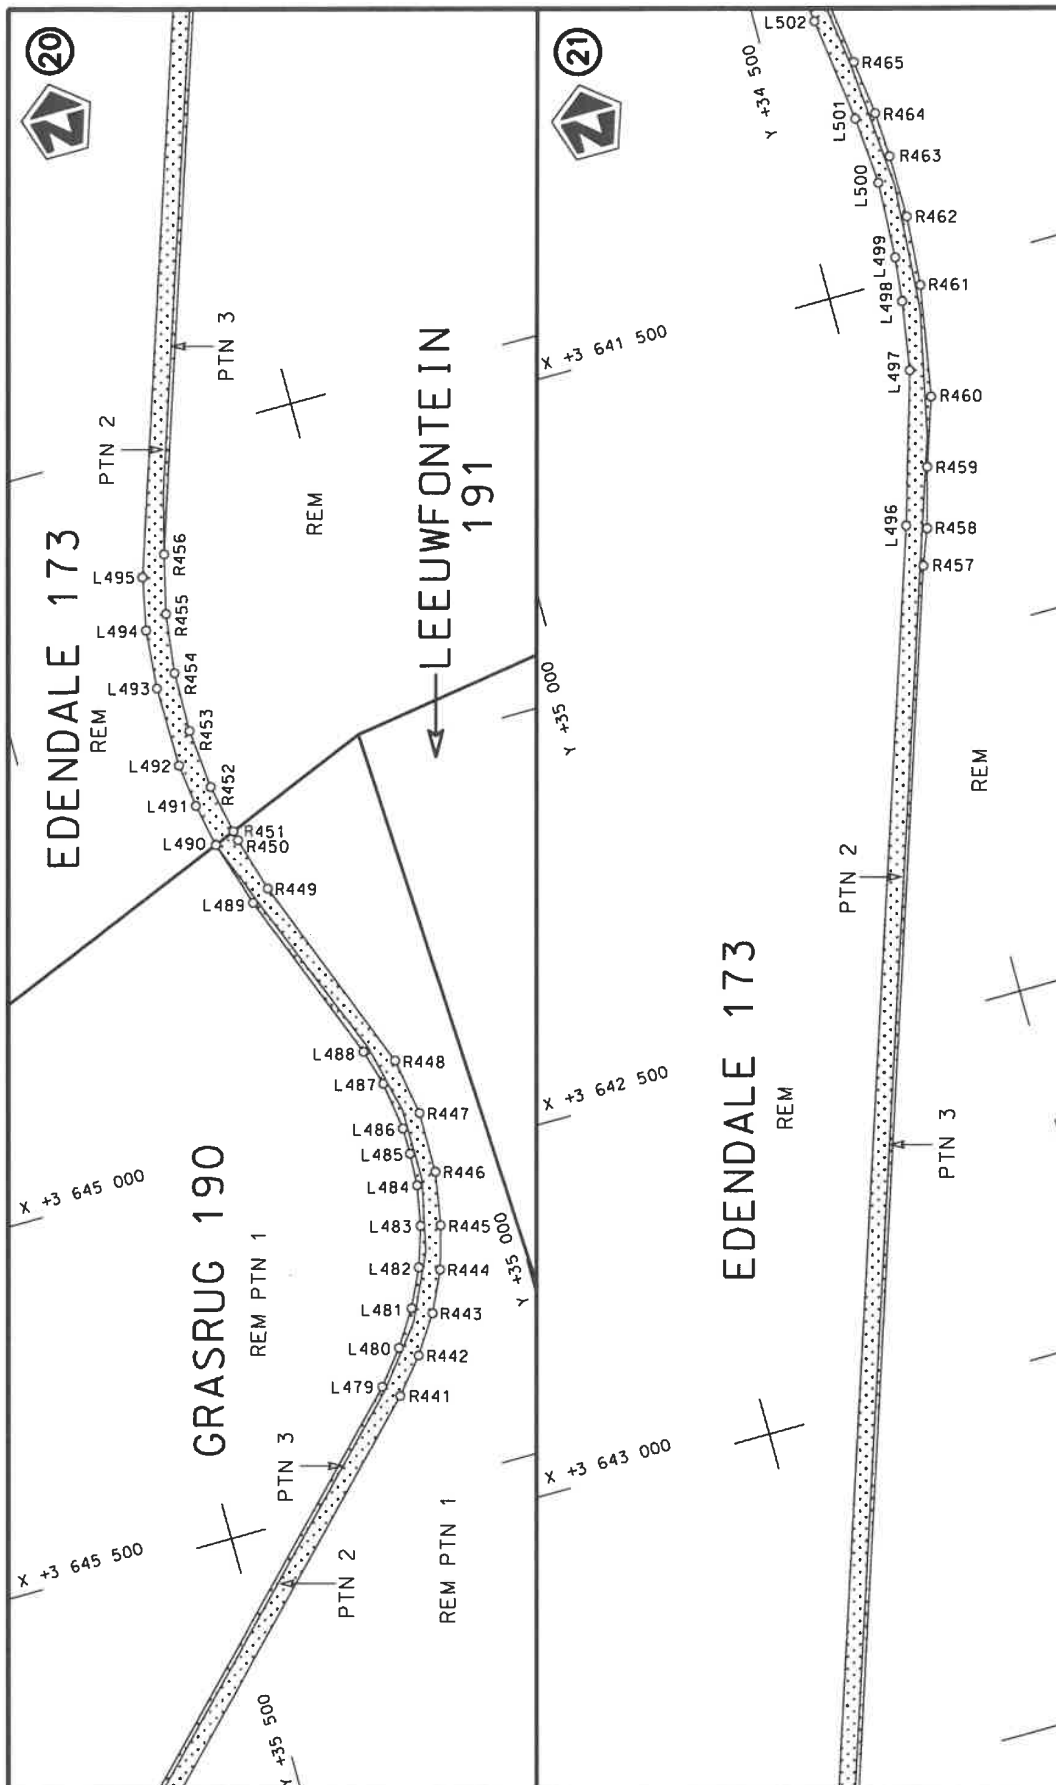 20
EDENDALE 173
REM
PTN 2
PTN 3
REM
LEEUWFONTEIN
191
L495
L494
L493
L492
L491
L490
L489
L488
L487
L486
L485
L484
L483
L482
L481
L480
L479
R456
R455
R454
R453
R452
R451
R450
R449
R448
R447
R446
R445
R444
R443
R442
R441
X +3 645 000
GRASRUG 190
REM PTN 1
PTN 3
X +3 645 500
PTN 2
REM PTN 1
Y +35 000
Y +35 500
21
Y +34 500
L502
L501
L500
L499
L498
L497
L496
R465
R464
R463
R462
R461
R460
R459
R458
R457
X +3 641 500
Y +35 000
X +3 642 500
PTN 2
REM
EDENDALE 173
REM
PTN 3
X +3 643 000